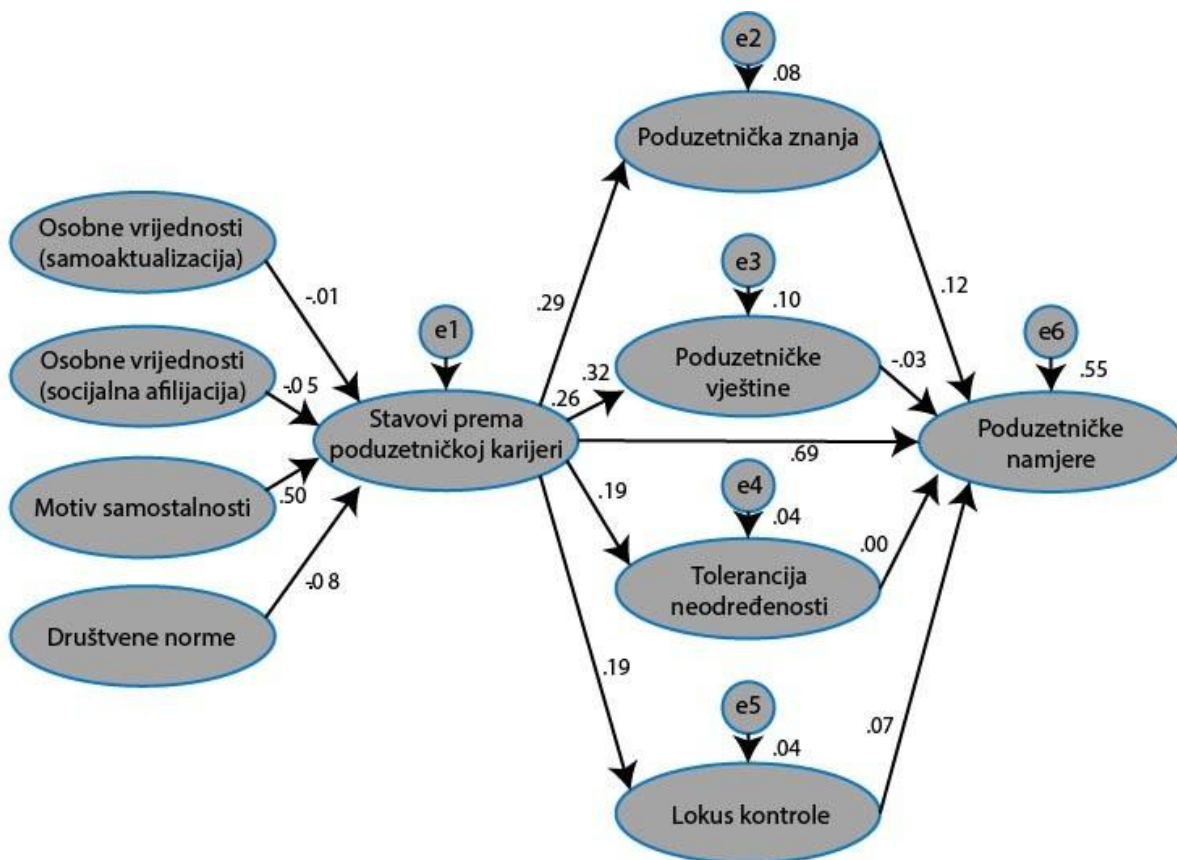 e2
.08
Poduzetnička znanja
Osobne vrijednosti
(samoaktualizacija)
-.01
.29
.12
e3
.10
e1
e6
Osobne vrijednosti
(socijalna afilijacija)
-.0 5
.32
Poduzetničke
vještine
-.03
.55
.26
Stavovi prema
poduzetničkoj karijeri
Poduzetničke
namjere
.69
Motiv samostalnosti
.50
.19
e4
.04
.00
Tolerancija
neodređenosti
-.0 8
Društvene norme
.19
e5
.04
.07
Lokus kontrole